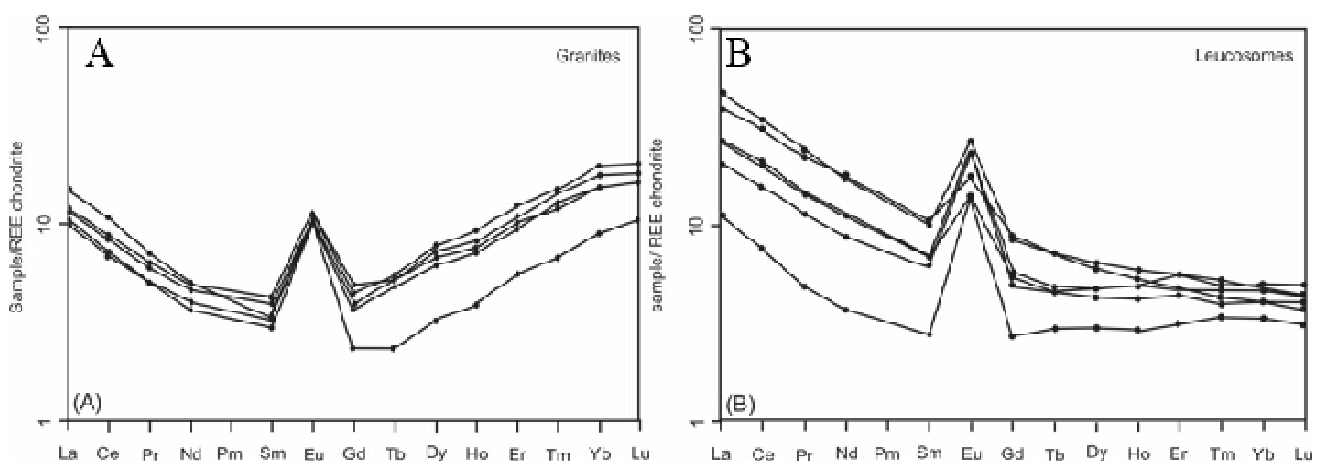 100
A
Granites
Sample/REE chondrite
10
(A)
1
La Ce Pr Nd Pm Sm Eu Gd Tb Dy Ho Er Tm Yb Lu
100
B
Leucosomes
sample/ REE chondrite
10
(B)
1
La Ce Pr Nd Pm Sm Eu Gd Tb Dy Ho Er Tm Yb Lu